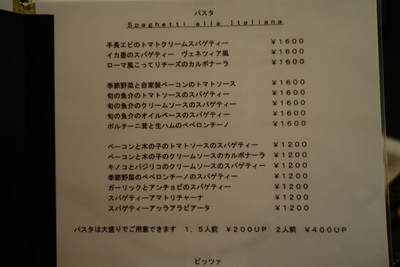 パスタ
Spaghetti alla Italiana
手長エビのトマトクリームスパゲティー ¥1600
イカ墨のスパゲティー ヴェネツィア風 ¥1600
ローマ風こってりチーズのカルボナーラ ¥1600
季節野菜と自家製ベーコンのトマトソース ¥1600
旬の魚介のトマトソースのスパゲティー ¥1600
旬の魚介のクリームソースのスパゲティー ¥1600
旬の魚介のオイルベースのスパゲティー ¥1600
ポルチーニ茸と生ハムのペペロンチーノ ¥1600
ベーコンと木の子のトマトソースのスパゲティー ¥1200
ベーコンと木の子のクリームソースのカルボナーラ ¥1200
キノコとバジリコのクリームソースのスパゲティー ¥1200
季節野菜のペペロンチーノのスパゲティー ¥1200
ガーリックとアンチョビのスパゲティー ¥1200
スパゲティーアマトリチャーナ ¥1200
スパゲティーアッラアラビアータ ¥1200
パスタは大盛りでご用意できます 1.5人前 ¥200UP 2人前 ¥400UP
ピッツァ